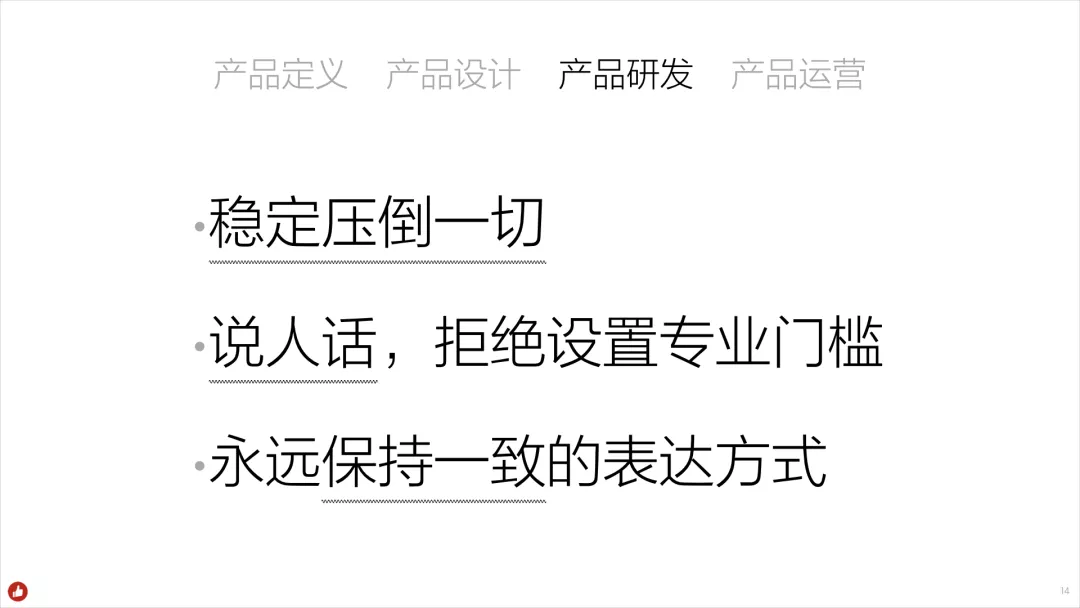 产品定义 产品设计 产品研发 产品运营
·稳定压倒一切
·说人话，拒绝设置专业门槛
·永远保持一致的表达方式
14